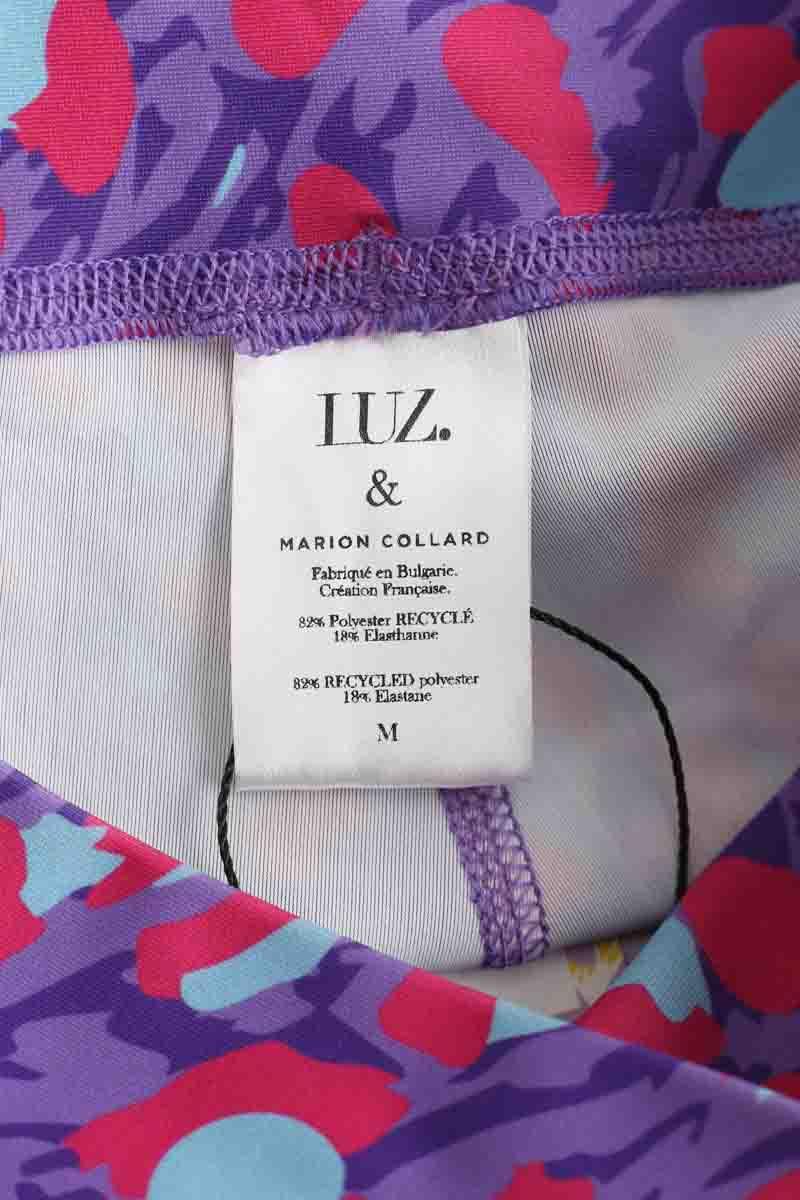 LUZ.
&
MARION COLLARD
Fabriqué en Bulgarie.
Création Française.
82% Polyester RECYCLÉ
18% Elasthanne
82% RECYCLED polyester
18% Elastane
M